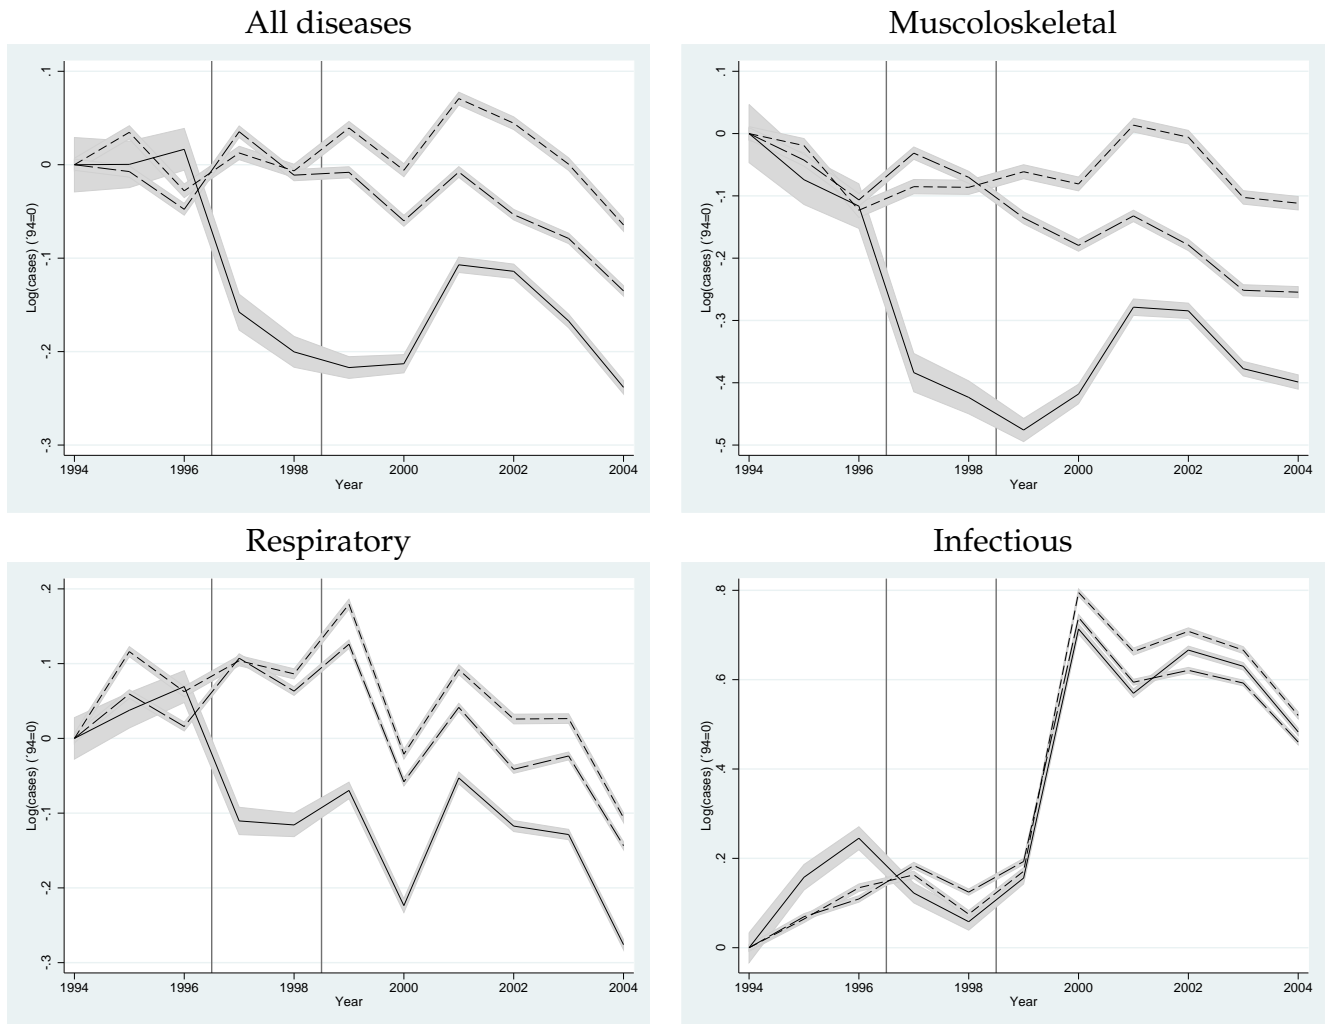 All diseases
.1
0
-.1
-.2
-.3
Log(cases) (´94=0)
1994 1996 1998 2000 2002 2004
Year
Muscoloskeletal
.1
0
-.1
-.2
-.3
-.4
-.5
Log(cases) (´94=0)
1994 1996 1998 2000 2002 2004
Year
Respiratory
.2
.1
0
-.1
-.2
-.3
Log(cases) (´94=0)
1994 1996 1998 2000 2002 2004
Year
Infectious
.8
.6
.4
.2
0
Log(cases) (´94=0)
1994 1996 1998 2000 2002 2004
Year